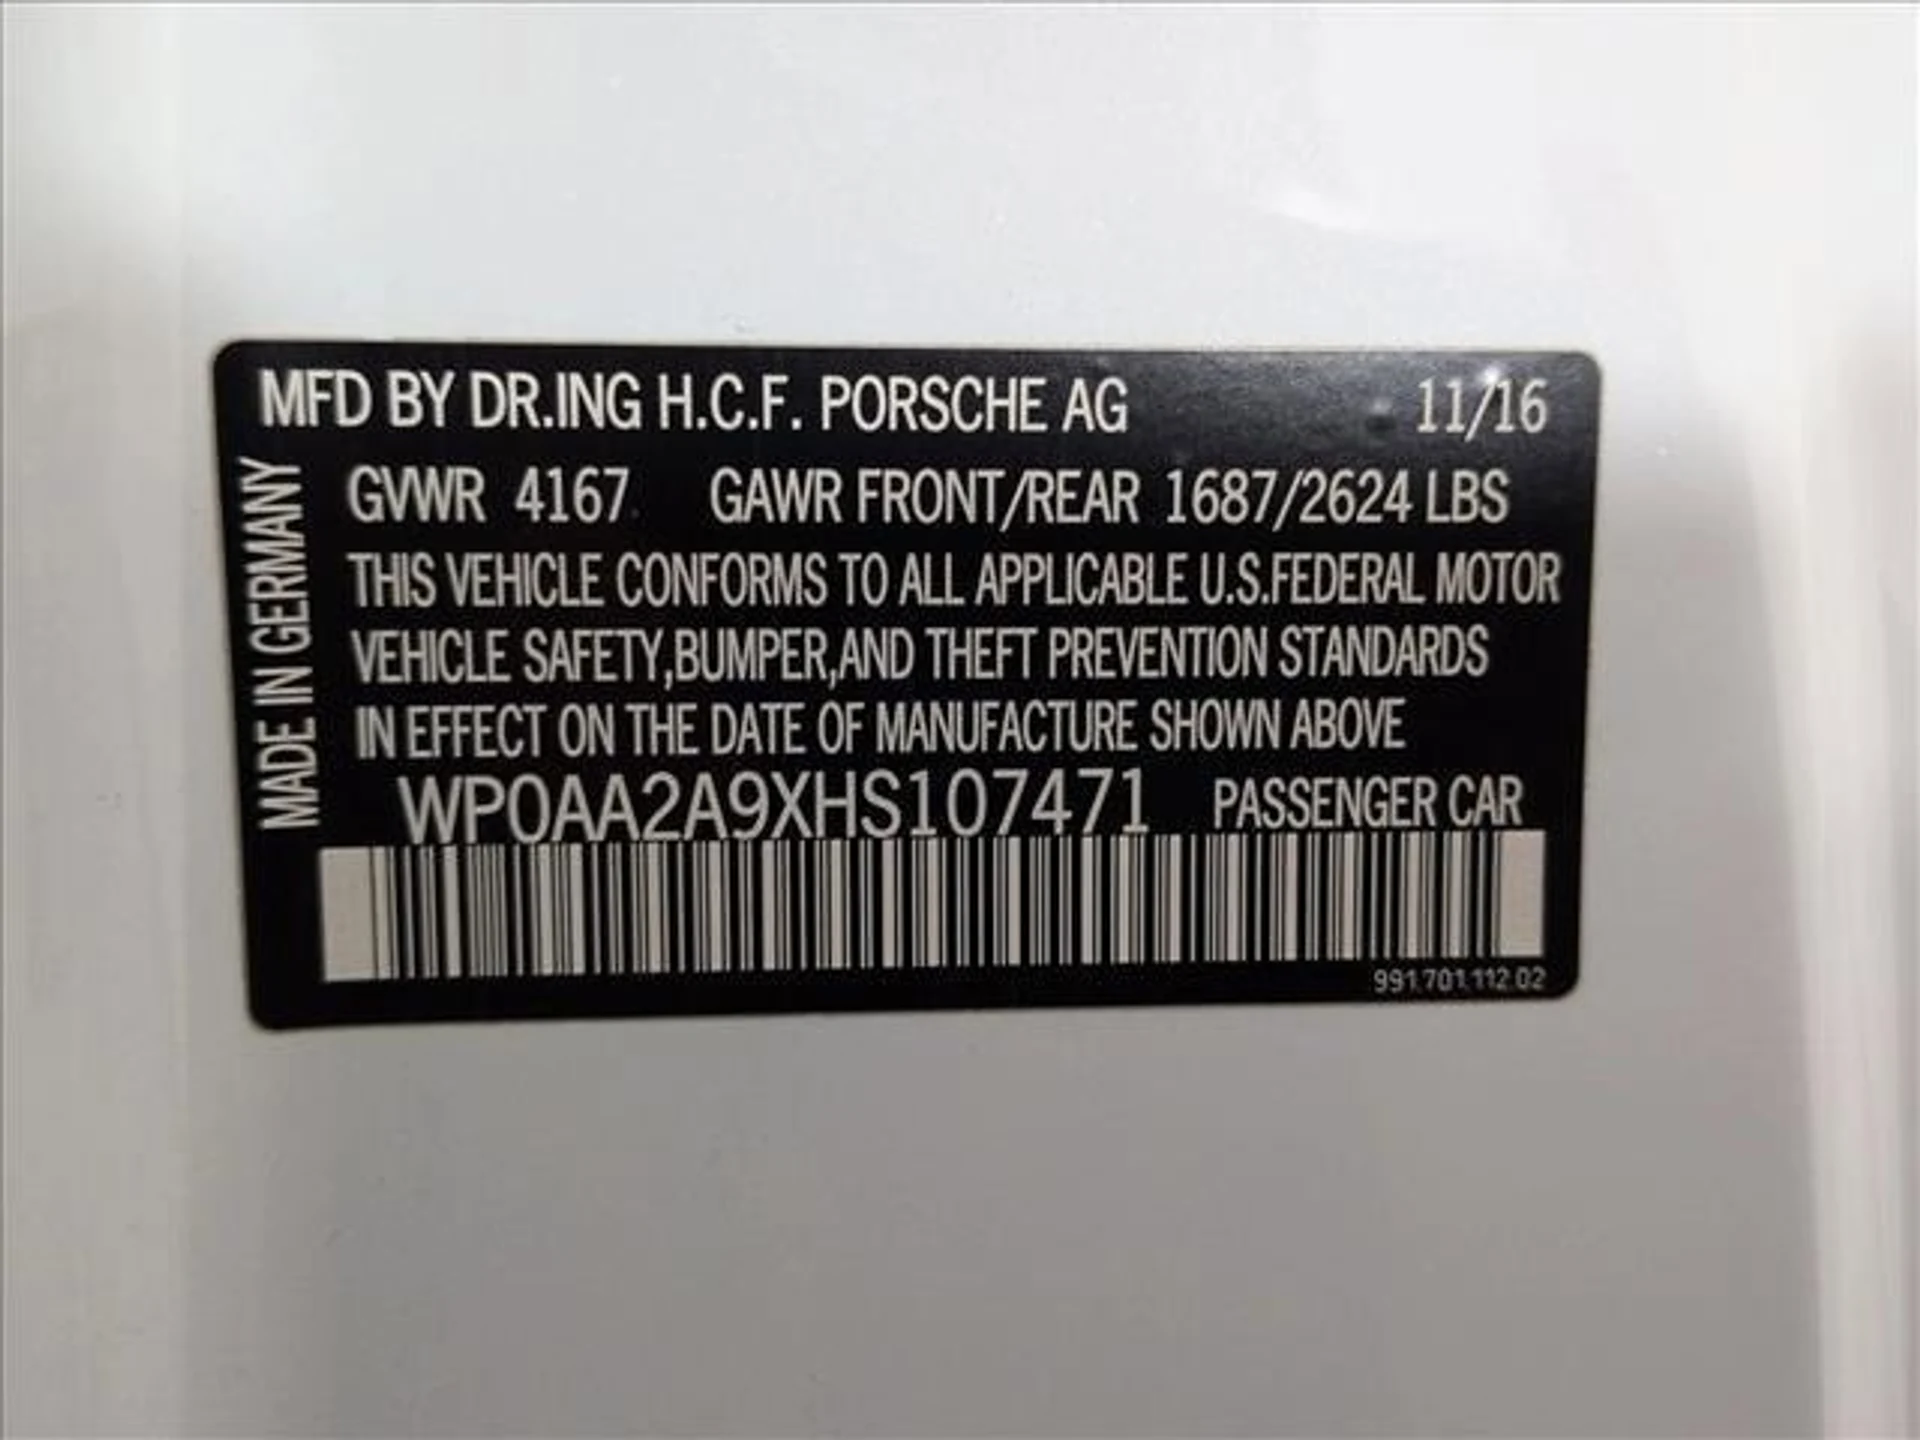 MFD BY DR.ING H.C.F. PORSCHE AG 11/16
GVWR 4167 GAWR FRONT/REAR 1687/2624 LBS
THIS VEHICLE CONFORMS TO ALL APPLICABLE U.S.FEDERAL MOTOR
VEHICLE SAFETY,BUMPER,AND THEFT PREVENTION STANDARDS
IN EFFECT ON THE DATE OF MANUFACTURE SHOWN ABOVE
WP0AA2A9XHS107471 PASSENGER CAR
991.701.112.02
MADE IN GERMANY